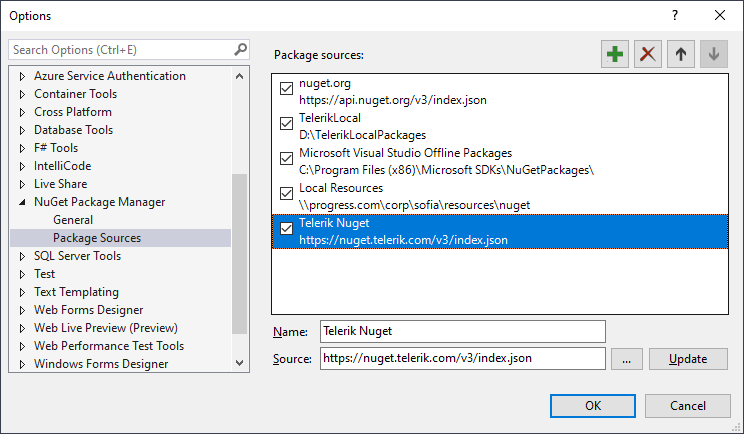 Options
Search Options (Ctrl+E)
Azure Service Authentication
Container Tools
Cross Platform
Database Tools
F# Tools
IntelliCode
Live Share
NuGet Package Manager
General
Package Sources
SQL Server Tools
Test
Text Templating
Web Forms Designer
Web Live Preview (Preview)
Web Performance Test Tools
Windows Forms Designer
Package sources:
nuget.org
https://api.nuget.org/v3/index.json
TelerikLocal
D:\TelerikLocalPackages
Microsoft Visual Studio Offline Packages
C:\Program Files (x86)\Microsoft SDKs\NuGetPackages\
Local Resources
\\progress.com\corp\sofia\resources\nuget
Telerik Nuget
https://nuget.telerik.com/v3/index.json
Name: Telerik Nuget
Source: https://nuget.telerik.com/v3/index.json ... Update
OK Cancel